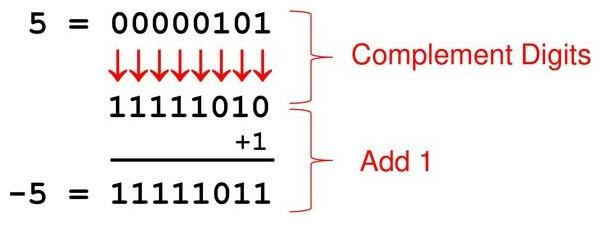 5 = 00000101
Complement Digits
11111010
+1
Add 1
-5 = 11111011